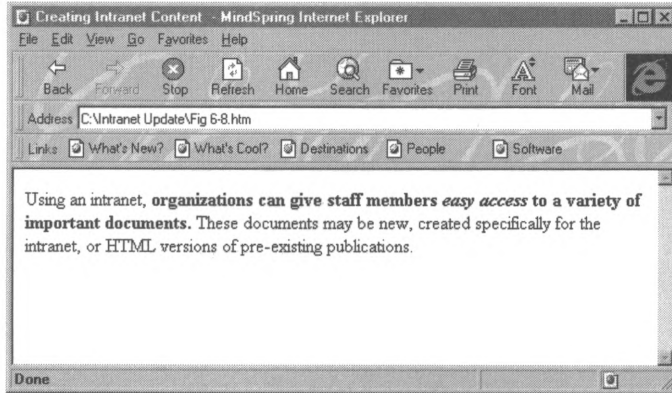 Creating Intranet Content - MindSpring Internet Explorer
File Edit View Go Favorites Help
Back Forward Stop Refresh Home Search Favorites Print Font Mail
Address C:\Intranet Update\Fig 6-8.htm
Links What's New? What's Cool? Destinations People Software
Using an intranet, organizations can give staff members easy access to a variety of
important documents. These documents may be new, created specifically for the
intranet, or HTML versions of pre-existing publications.
Done